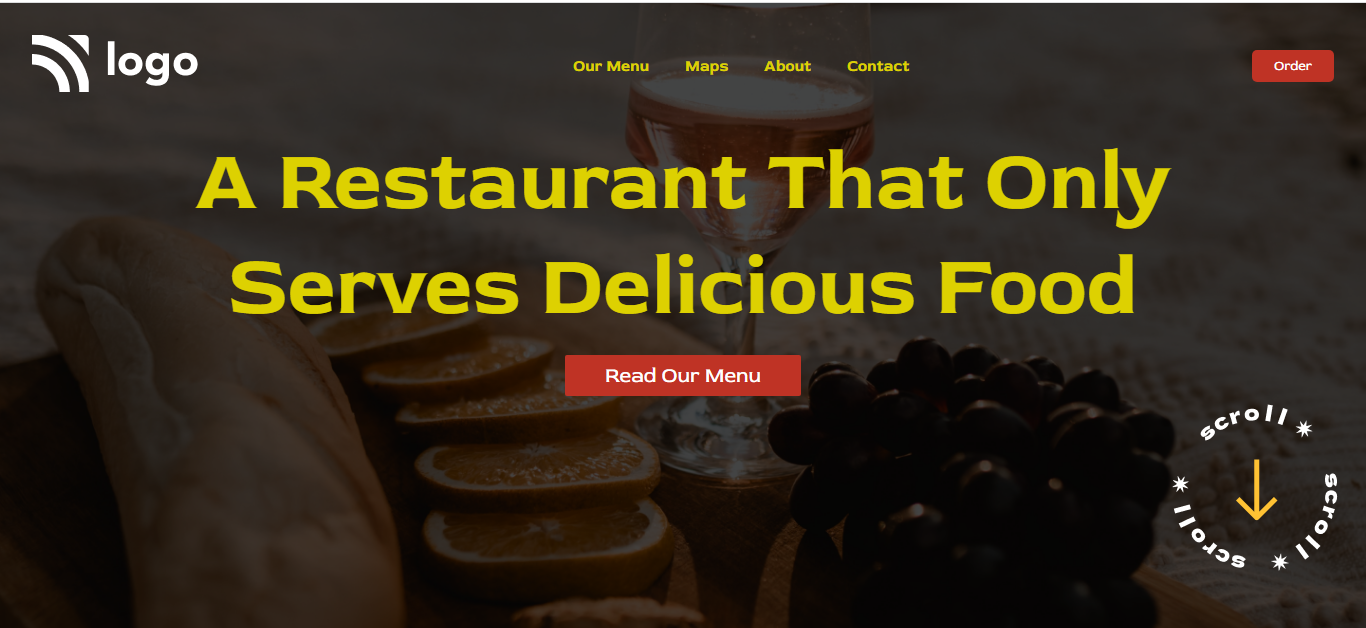 logo
Our Menu Maps About Contact
Order
A Restaurant That Only
Serves Delicious Food
Read Our Menu
scroll
scroll
scroll